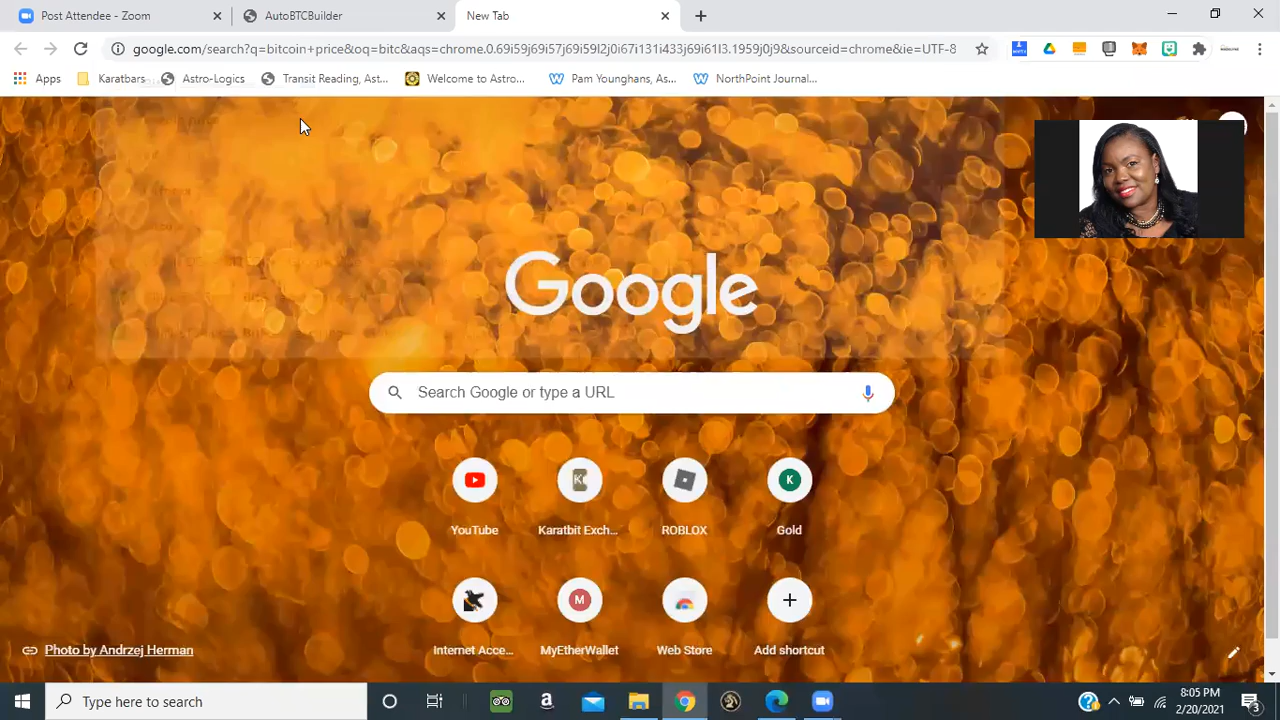 Post Attendee - Zoom
AutoBTCBuilder
New Tab
google.com/search?q=bitcoin+price&oq=bitc&aqs=chrome.0.69i59j69i57j69i59l2j0i67i131i433j69i61l3.1959j0j9&sourceid=chrome&ie=UTF-8
Apps
Karatbars
Astro-Logics
Transit Reading, Ast...
Welcome to Astro...
Pam Younghans, As...
NorthPoint Journal...
Google
Search Google or type a URL
K
K
YouTube
Karatbit Exch...
ROBLOX
Gold
M
Internet Acce...
MyEtherWallet
Web Store
Add shortcut
Photo by Andrzej Herman
Type here to search
8:05 PM
2/20/2021
3